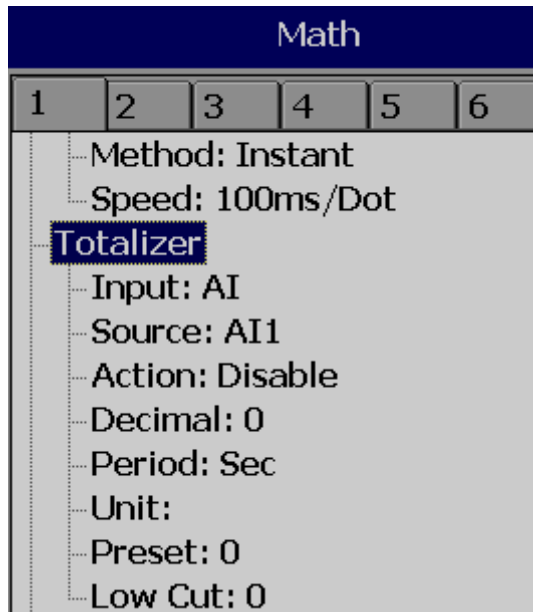 Math
1 2 3 4 5 6
Method: Instant
Speed: 100ms/Dot
Totalizer
Input: AI
Source: AI1
Action: Disable
Decimal: 0
Period: Sec
Unit:
Preset: 0
Low Cut: 0